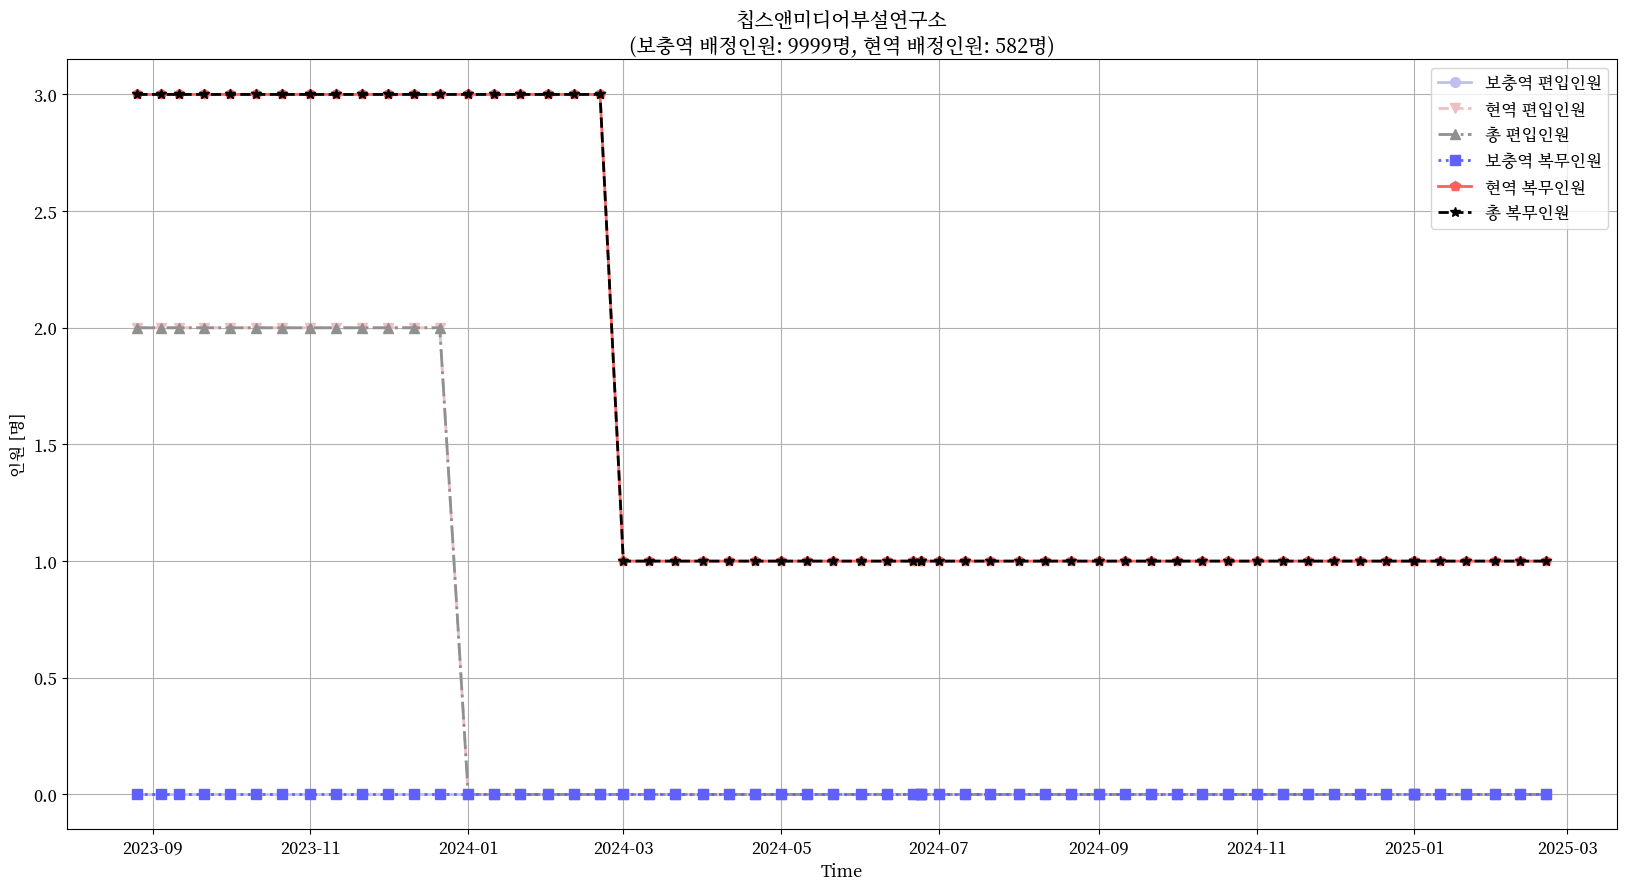 칩스앤미디어부설연구소
(보충역 배정인원: 9999명, 현역 배정인원: 582명)
보충역 편입인원
현역 편입인원
총 편입인원
보충역 복무인원
현역 복무인원
총 복무인원
3.0
2.5
2.0
1.5
1.0
0.5
0.0
인원 [명]
2023-09
2023-11
2024-01
2024-03
2024-05
2024-07
2024-09
2024-11
2025-01
2025-03
Time